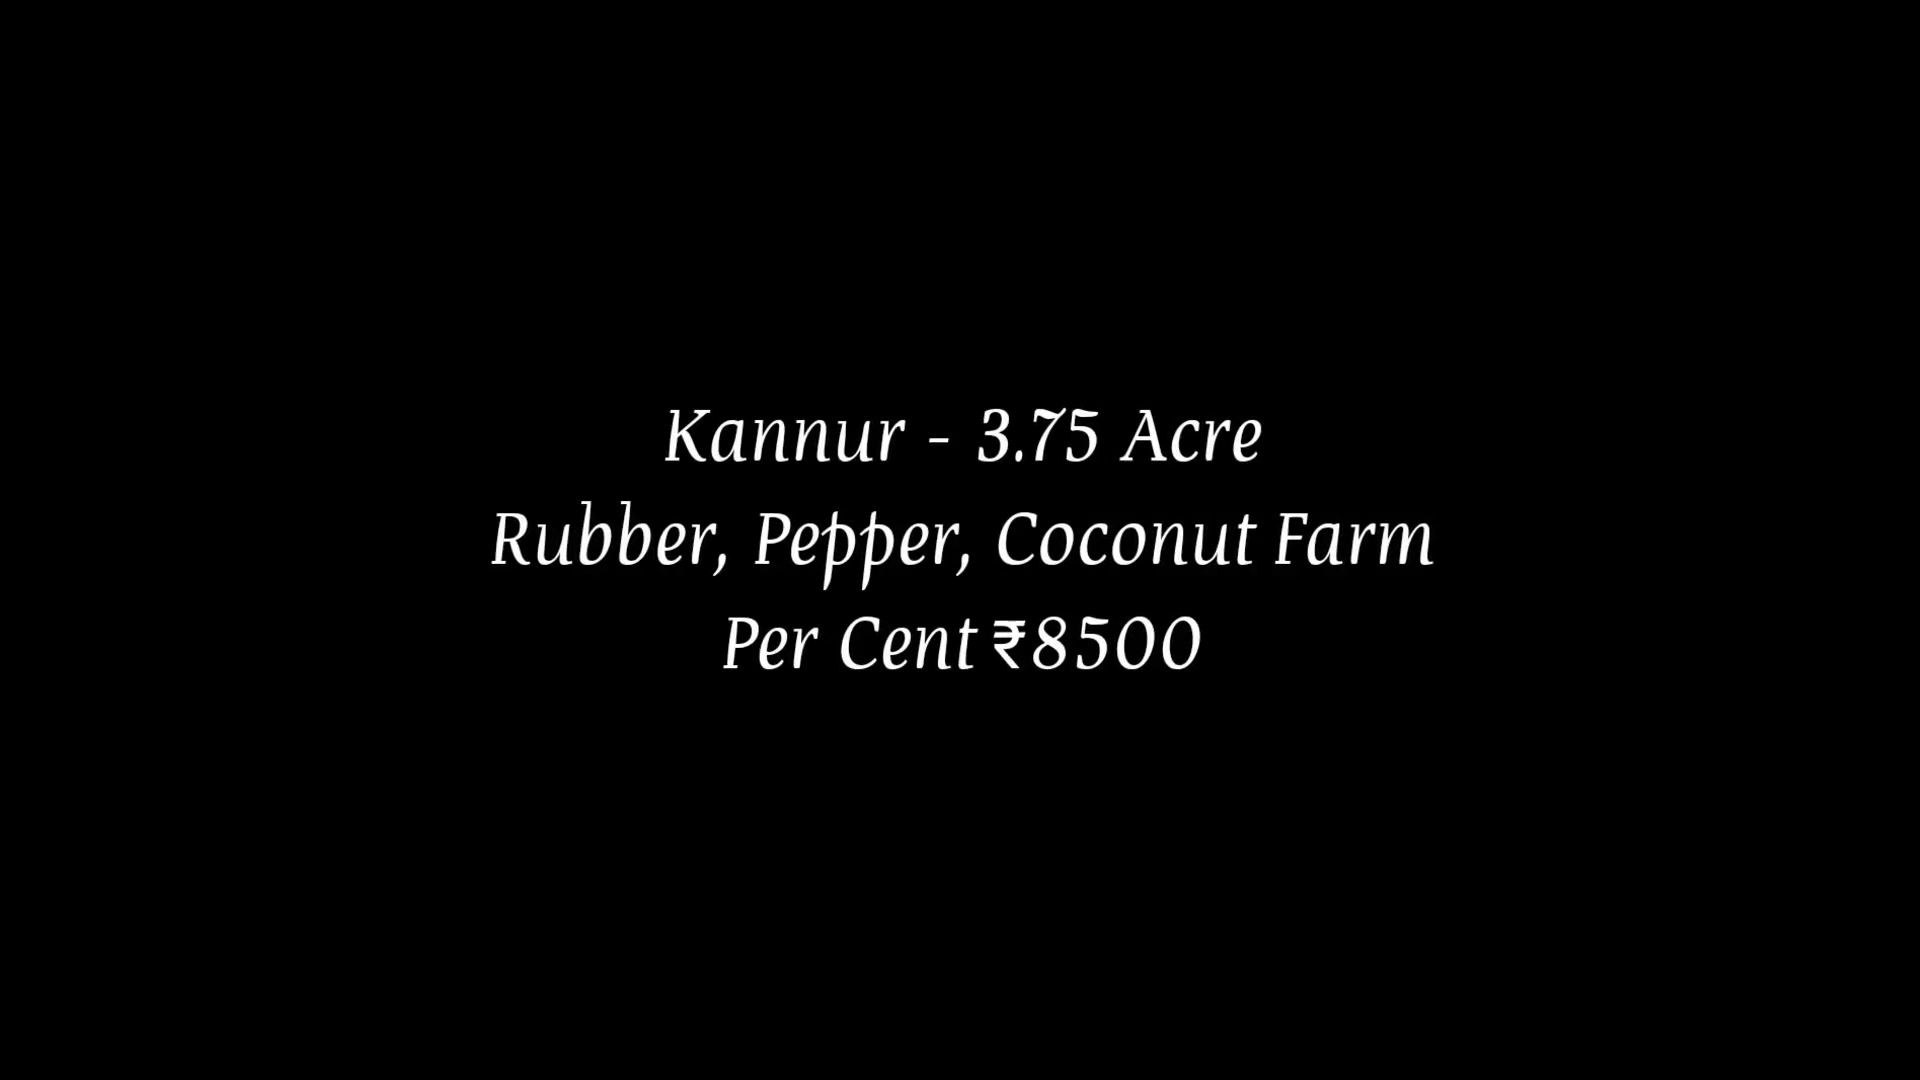 Kannur - 3.75 Acre
Rubber, Pepper, Coconut Farm
Per Cent ₹8500